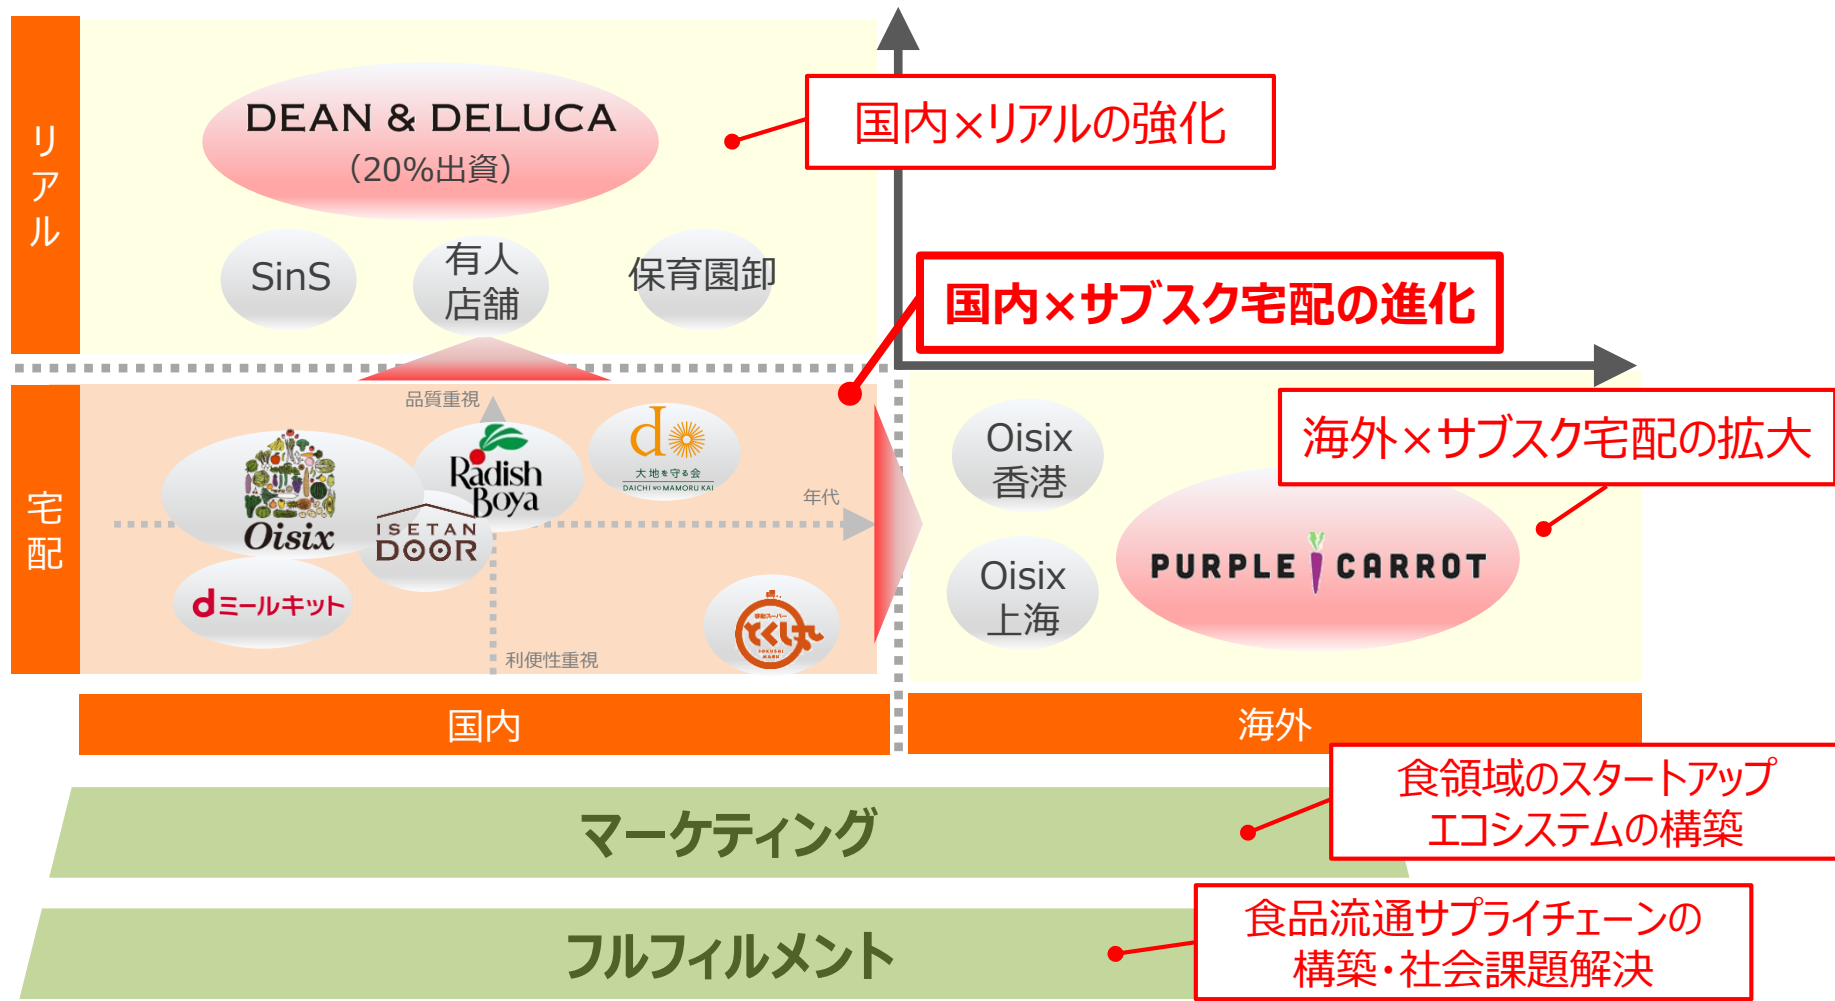 リアル
DEAN & DELUCA
（20%出資）
国内×リアルの強化
SinS
有人
店舗
保育園卸
国内×サブスク宅配の進化
宅配
品質重視
年代
利便性重視
Oisix
Radish
Boya
d
大地を守る会
DAICHI WO MAMORU KAI
ISETAN
DOOR
dミールキット
移動スーパー
とくし丸
TOKUSHI
MARU
Oisix
香港
Oisix
上海
海外×サブスク宅配の拡大
PURPLE CARROT
国内
海外
マーケティング
食領域のスタートアップ
エコシステムの構築
フルフィルメント
食品流通サプライチェーンの
構築・社会課題解決